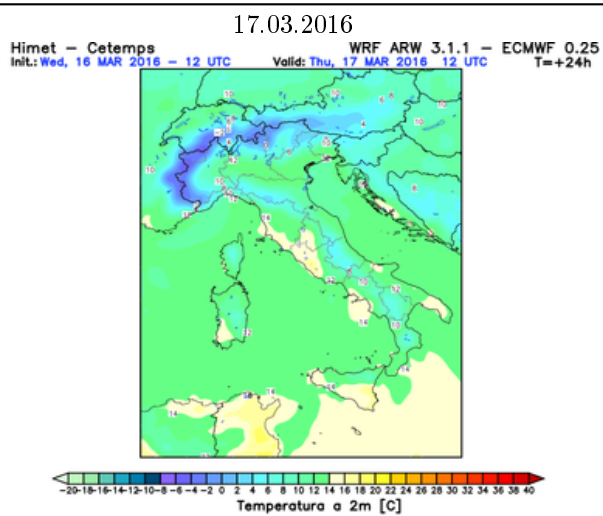 17.03.2016
Himet - Cetemps WRF ARW 3.1.1 - ECMWF 0.25
Init.: Wed, 16 MAR 2016 - 12 UTC Valid: Thu, 17 MAR 2016 12 UTC T=+24h
-20 -18 -16 -14 -12 -10 -8 -6 -4 -2 0 2 4 6 8 10 12 14 16 18 20 22 24 26 28 30 32 34 36 38 40
Temperatura a 2m [C]